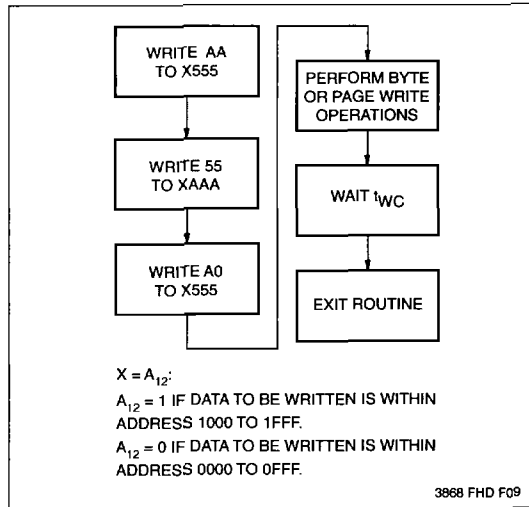 WRITE AA
TO X555
WRITE 55
TO XAAA
WRITE A0
TO X555
PERFORM BYTE
OR PAGE WRITE
OPERATIONS
WAIT tWC
EXIT ROUTINE
X = A12:
A12 = 1 IF DATA TO BE WRITTEN IS WITHIN
ADDRESS 1000 TO 1FFF.
A12 = 0 IF DATA TO BE WRITTEN IS WITHIN
ADDRESS 0000 TO 0FFF.
3868 FHD F09